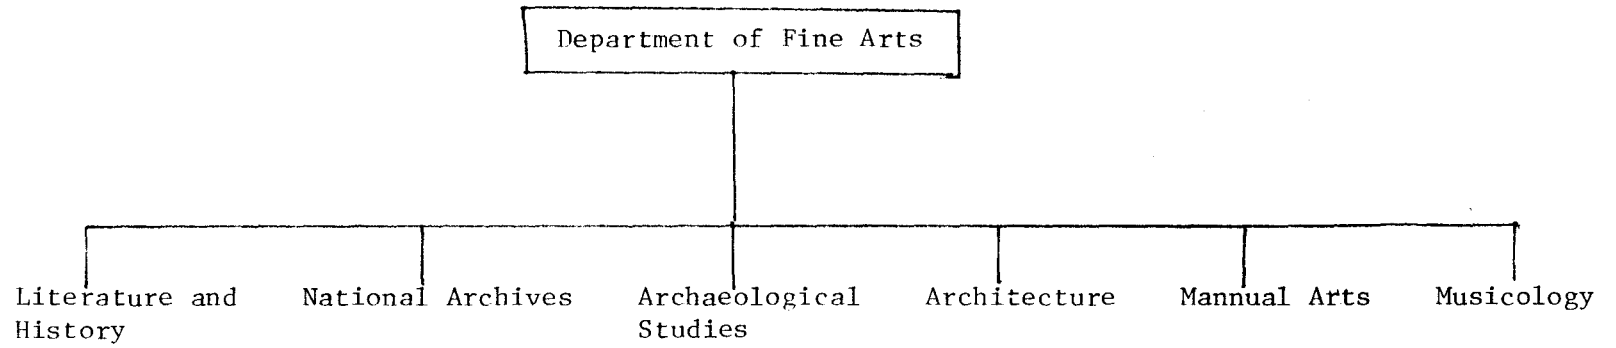 Department of Fine Arts
Literature and
History
National Archives
Archaeological
Studies
Architecture
Mannual Arts
Musicology